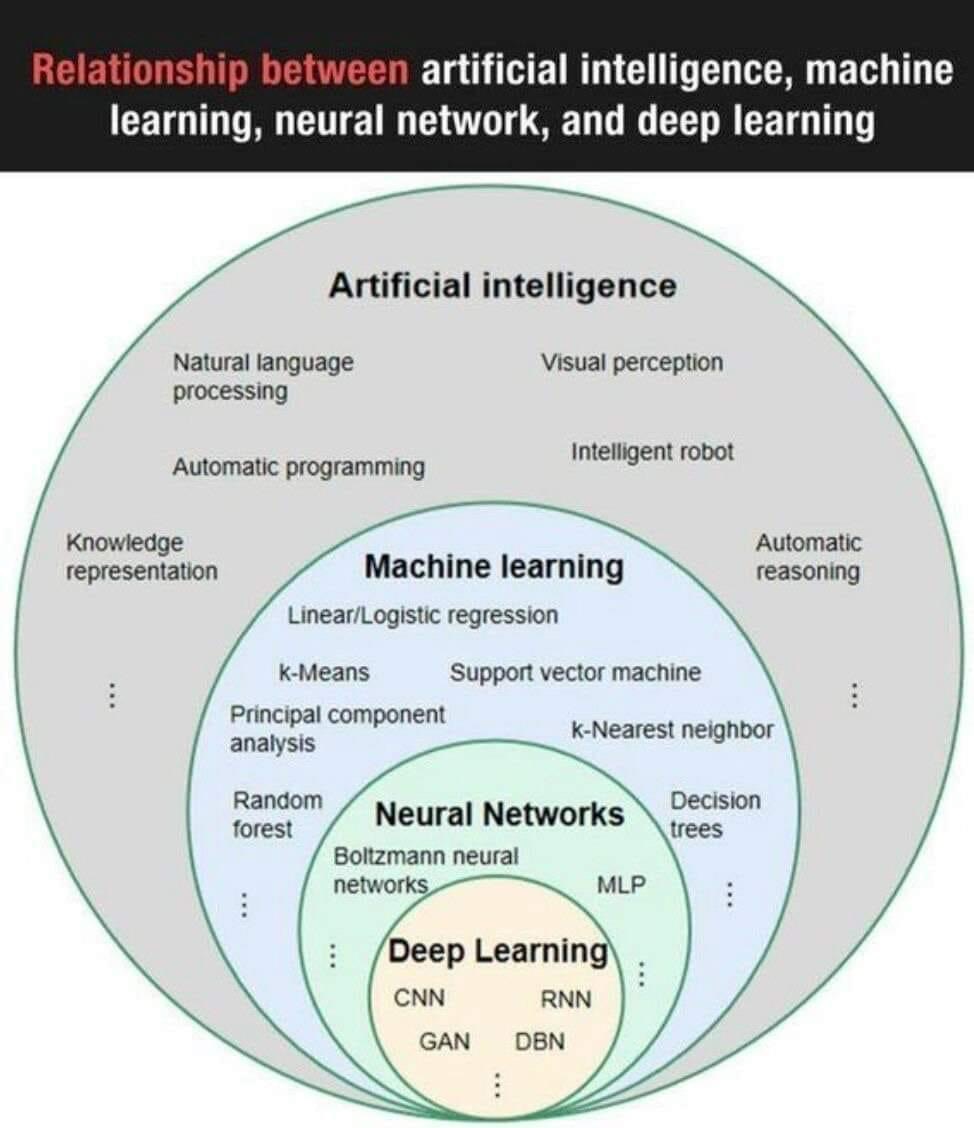 Relationship between artificial intelligence, machine
learning, neural network, and deep learning
Artificial intelligence
Natural language
processing
Visual perception
Automatic programming
Intelligent robot
Knowledge
representation
Automatic
reasoning
Machine learning
Linear/Logistic regression
k-Means
Support vector machine
Principal component
analysis
k-Nearest neighbor
Random
forest
Decision
trees
Neural Networks
Boltzmann neural
networks
MLP
Deep Learning
CNN
RNN
GAN
DBN